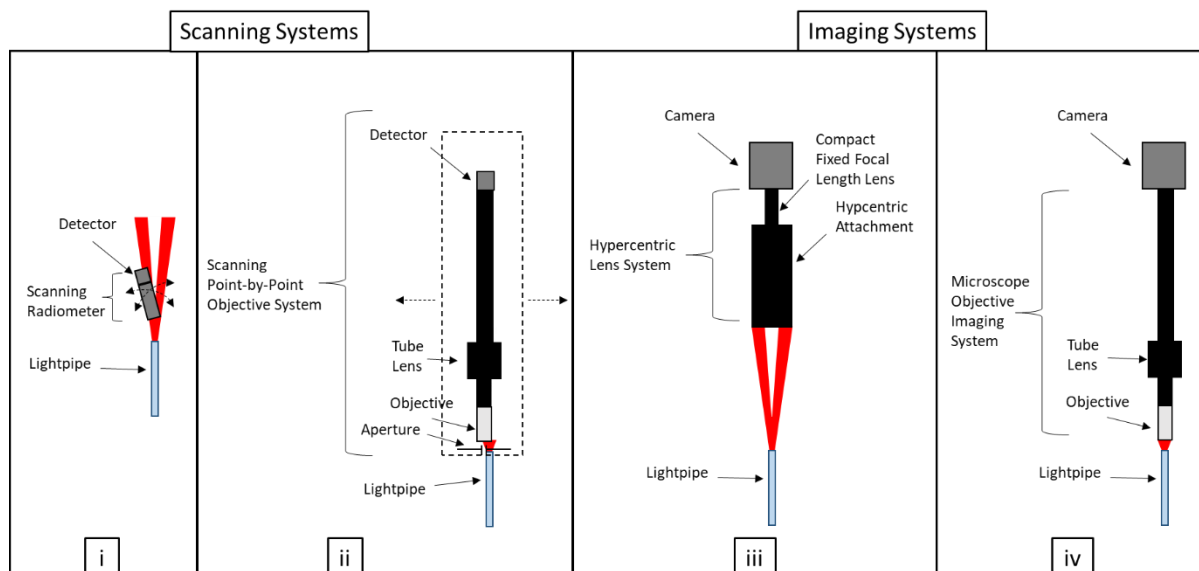 Scanning Systems
Imaging Systems
Detector
Scanning
Radiometer
Lightpipe
i
Detector
Scanning
Point-by-Point
Objective System
Tube
Lens
Objective
Aperture
Lightpipe
ii
Camera
Compact
Fixed Focal
Length Lens
Hypcentric
Attachment
Hypercentric
Lens System
Lightpipe
iii
Camera
Microscope
Objective
Imaging
System
Tube
Lens
Objective
Lightpipe
iv